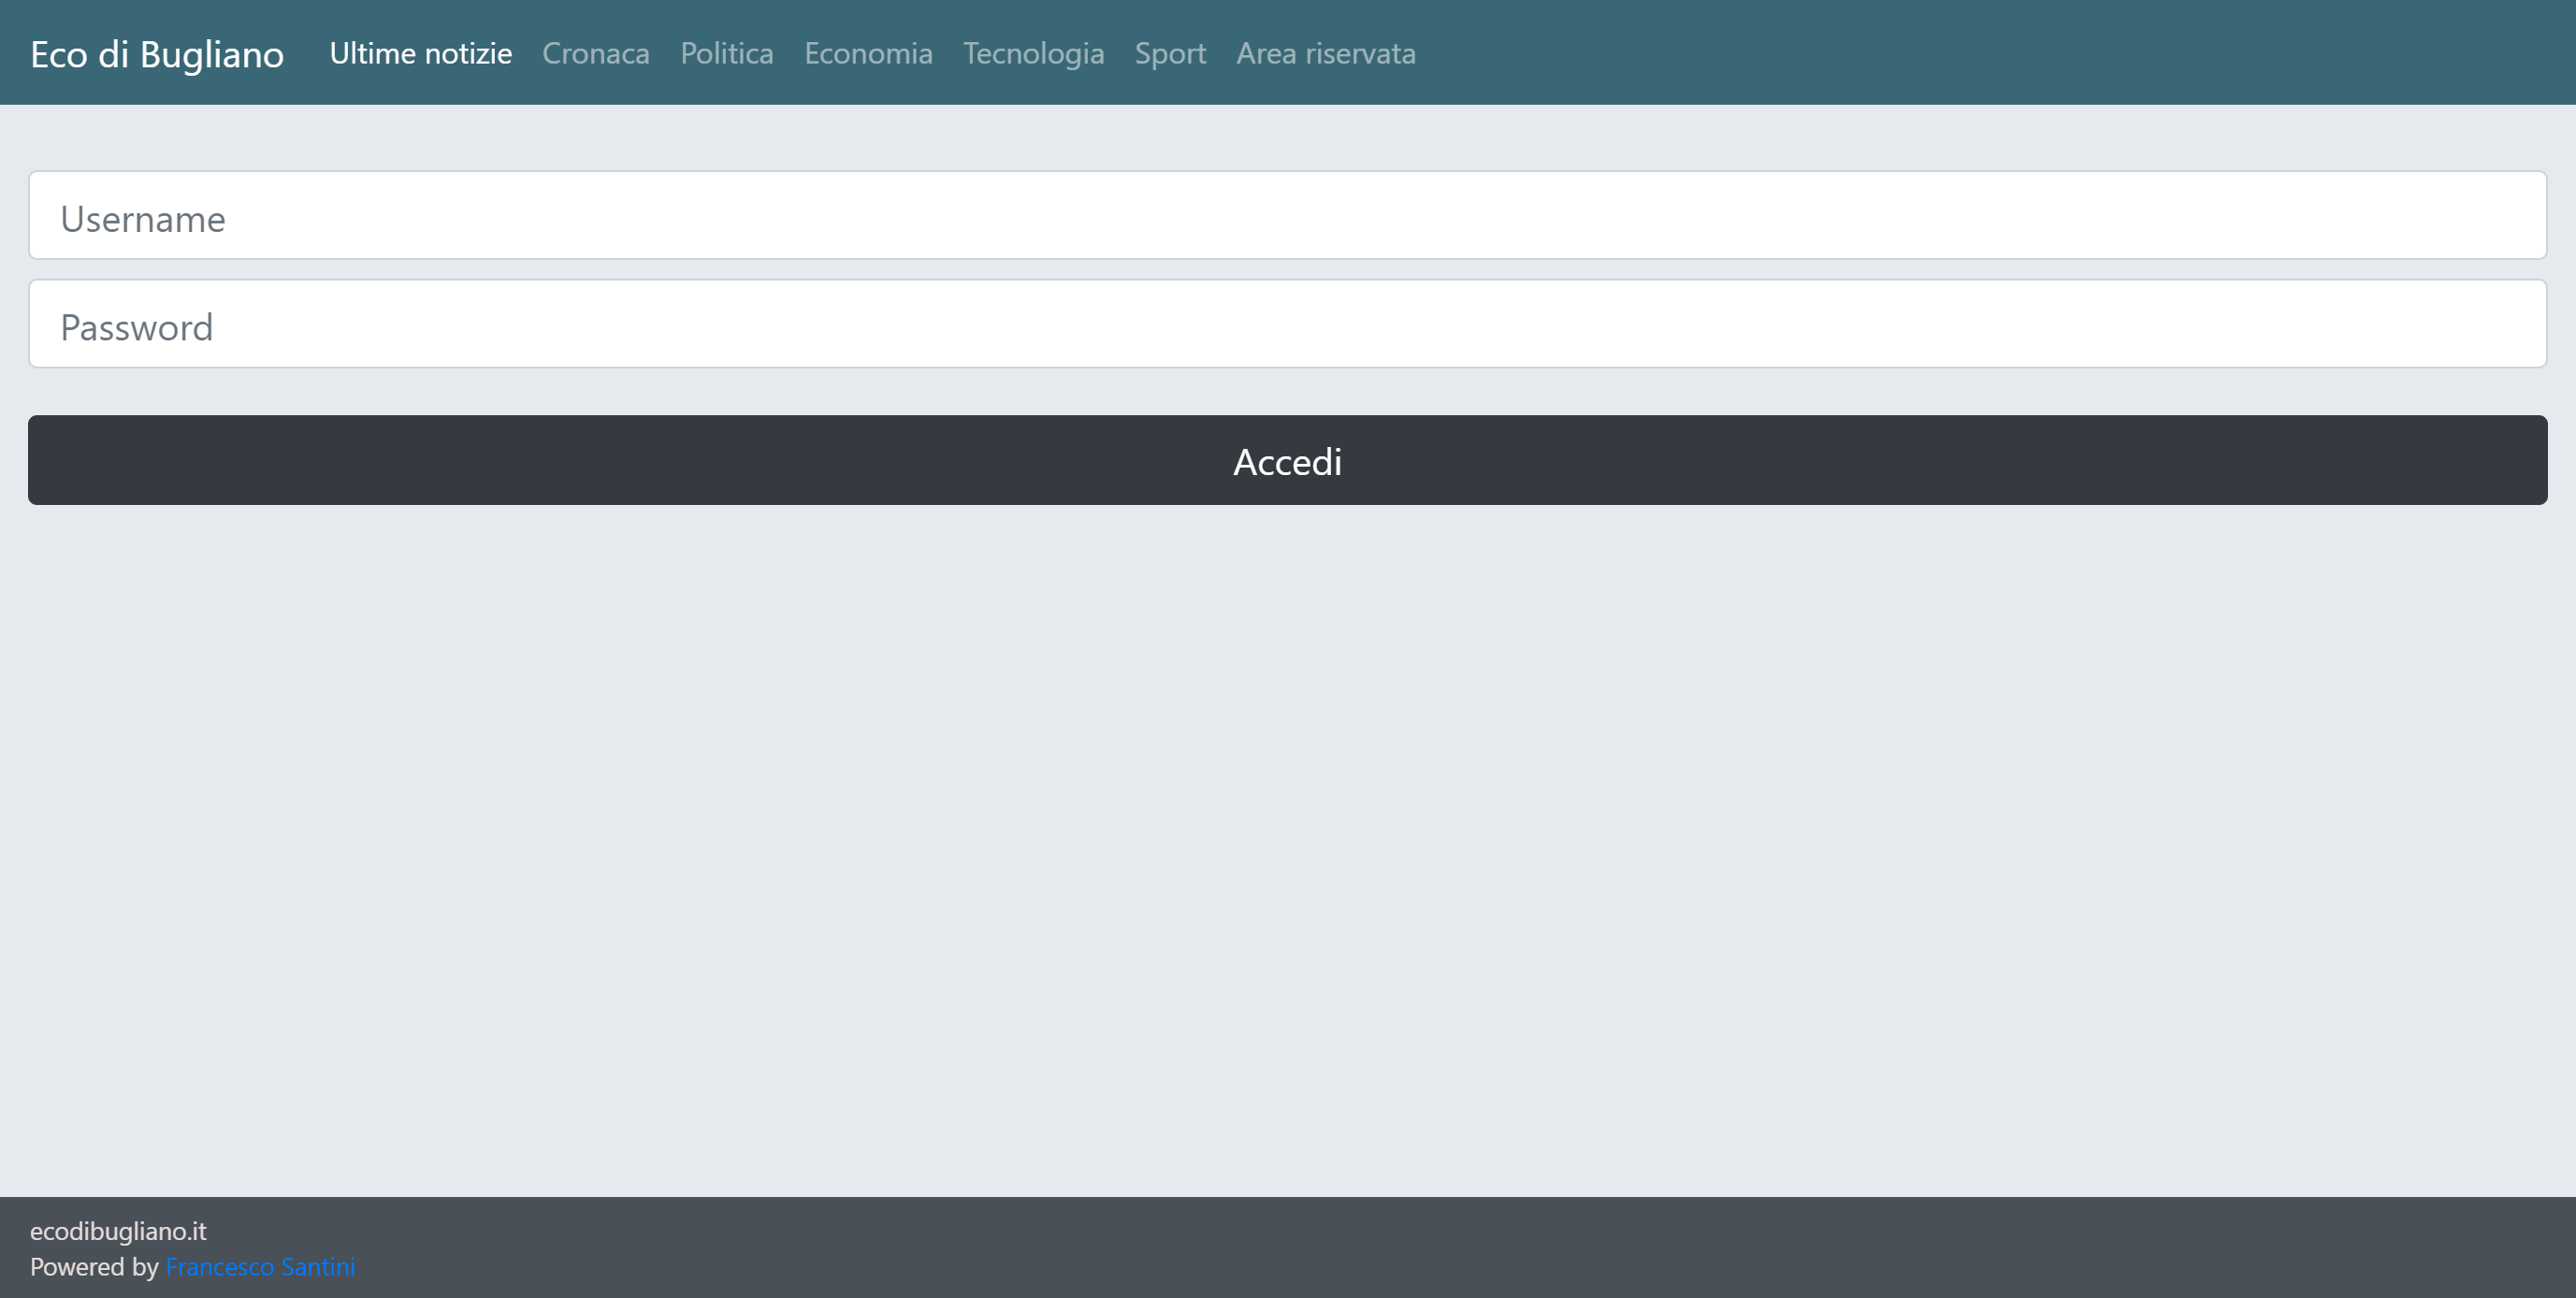 Eco di Bugliano Ultime notizie Cronaca Politica Economia Tecnologia Sport Area riservata
Username
Password
Accedi
ecodibugliano.it
Powered by Francesco Santini